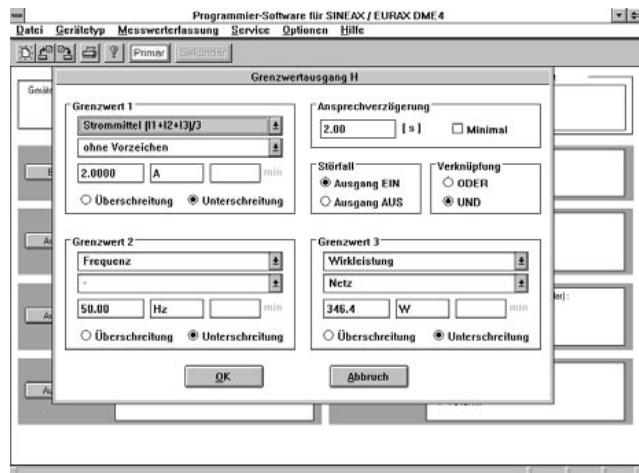 Programmier-Software für SINEAX / EURAX DME4
Datei Gerätetyp Messwerterfassung Service Optionen Hilfe
Primär Sekundär
Grenzwertausgang H
Grenzwert 1
Strommittel (I1+I2+I3)/3
ohne Vorzeichen
2.0000 A min
Überschreitung Unterschreitung
Ansprechverzögerung
2.00 [s] Minimal
Störfall
Ausgang EIN
Ausgang AUS
Verknüpfung
ODER
UND
Grenzwert 2
Frequenz
-
50.00 Hz min
Überschreitung Unterschreitung
Grenzwert 3
Wirkleistung
Netz
346.4 W min
Überschreitung Unterschreitung
OK Abbruch